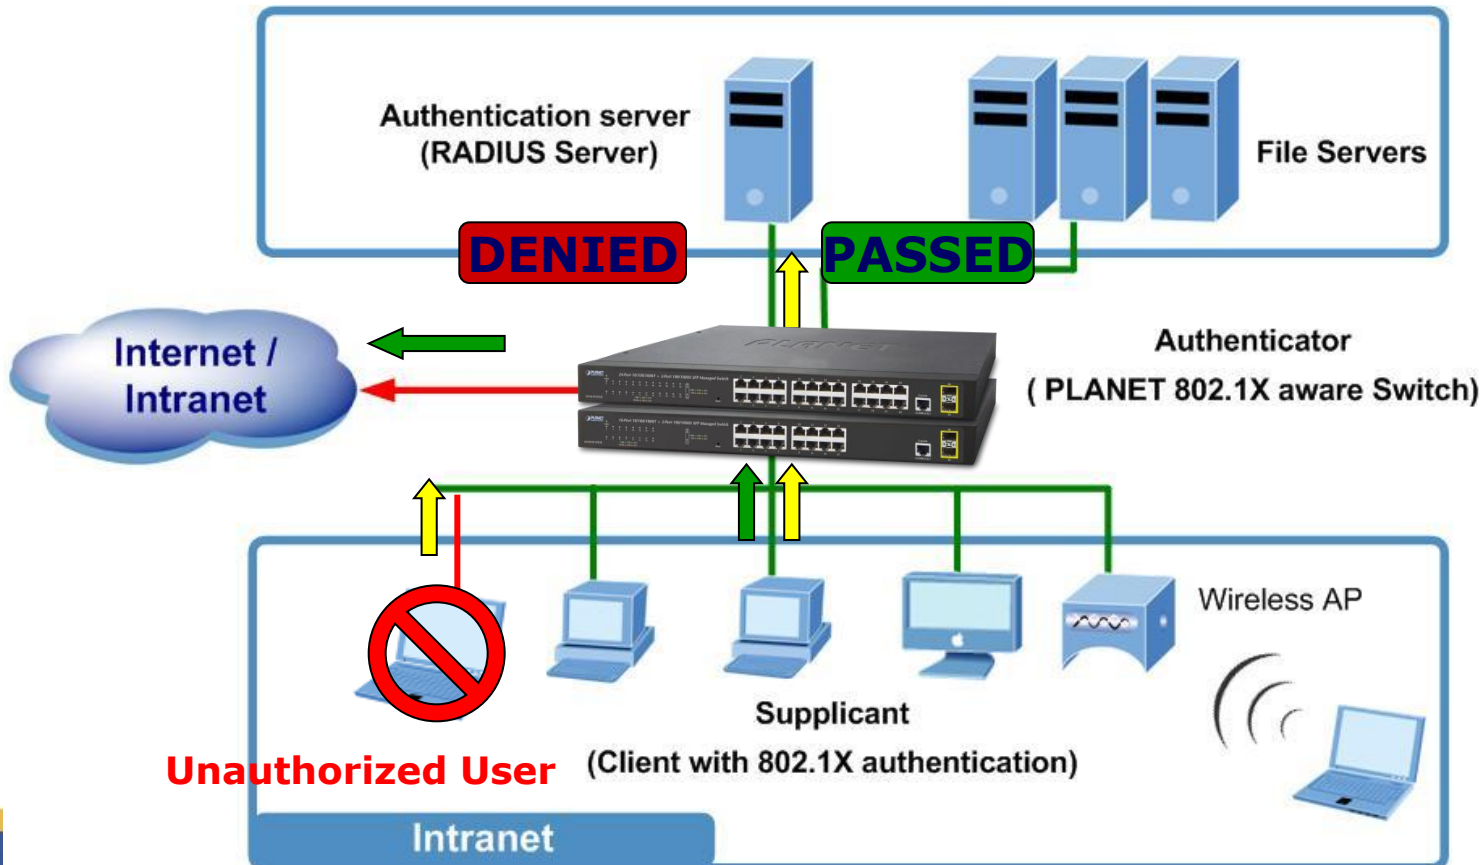 Authentication server
(RADIUS Server)
File Servers
DENIED
PASSED
Internet /
Intranet
PLANET
Authenticator
( PLANET 802.1X aware Switch)
Wireless AP
Supplicant
(Client with 802.1X authentication)
Unauthorized User
Intranet